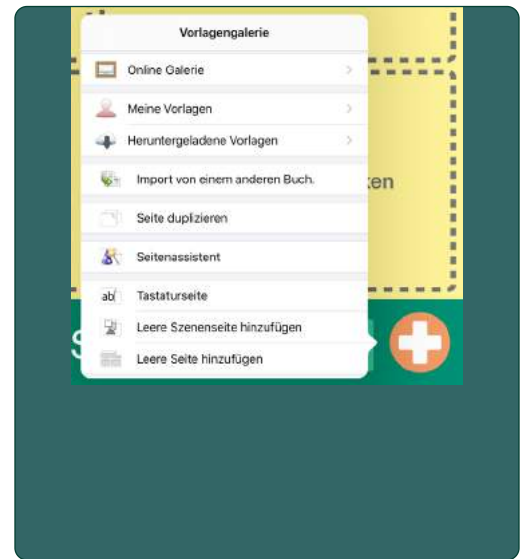 Vorlagengalerie
Online Galerie
Meine Vorlagen
Heruntergeladene Vorlagen
Import von einem anderen Buch.
Seite duplizieren
Seitenassistent
ab Tastaturseite
Leere Szenenseite hinzufügen
Leere Seite hinzufügen